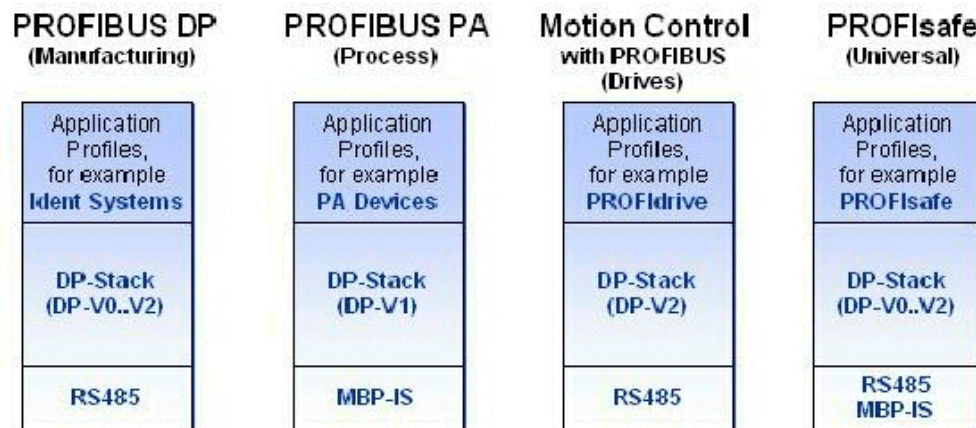 PROFIBUS DP
(Manufacturing)
Application
Profiles,
for example
Ident Systems
DP-Stack
(DP-V0..V2)
RS485
PROFIBUS PA
(Process)
Application
Profiles,
for example
PA Devices
DP-Stack
(DP-V1)
MBP-IS
Motion Control
with PROFIBUS
(Drives)
Application
Profiles,
for example
PROFIdrive
DP-Stack
(DP-V2)
RS485
PROFIsafe
(Universal)
Application
Profiles,
for example
PROFIsafe
DP-Stack
(DP-V0..V2)
RS485
MBP-IS